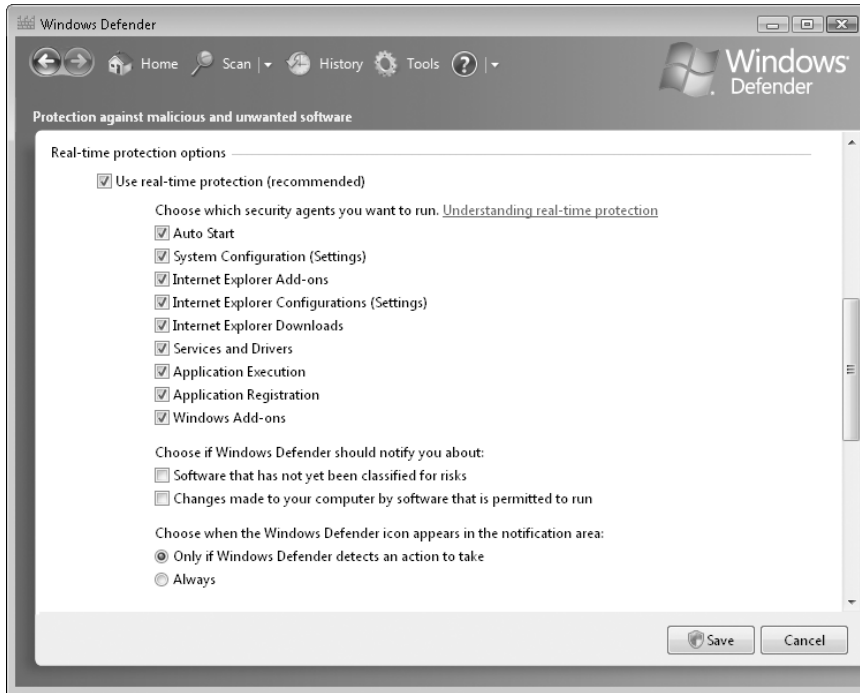 Windows Defender
Home Scan History Tools ?
Windows
Defender
Protection against malicious and unwanted software
Real-time protection options
Use real-time protection (recommended)
Choose which security agents you want to run. Understanding real-time protection
Auto Start
System Configuration (Settings)
Internet Explorer Add-ons
Internet Explorer Configurations (Settings)
Internet Explorer Downloads
Services and Drivers
Application Execution
Application Registration
Windows Add-ons
Choose if Windows Defender should notify you about:
Software that has not yet been classified for risks
Changes made to your computer by software that is permitted to run
Choose when the Windows Defender icon appears in the notification area:
Only if Windows Defender detects an action to take
Always
Save Cancel